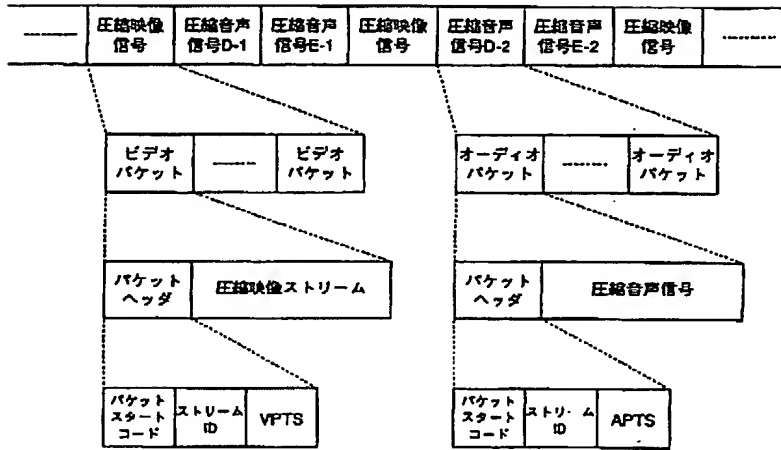 圧縮映像
信号
圧縮音声
信号D-1
圧縮音声
信号E-1
圧縮映像
信号
圧縮音声
信号D-2
圧縮音声
信号E-2
圧縮映像
信号
ビデオ
パケット
ビデオ
パケット
オーディオ
パケット
オーディオ
パケット
パケット
ヘッダ
圧縮映像ストリーム
パケット
ヘッダ
圧縮音声信号
パケット
スタート
コード
ストリーム
ID
VPTS
パケット
スタート
コード
ストリーム
ID
APTS